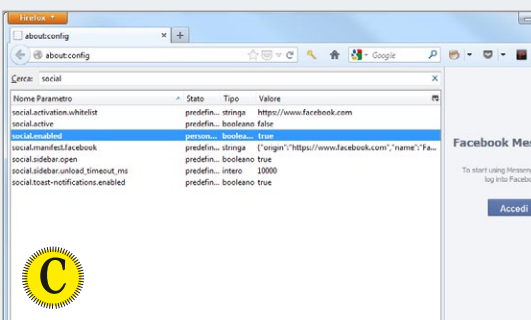 Firefox
about:config
about:config
Google
Cerca: social
Nome Parametro Stato Tipo Valore
social.activation.whitelist predefin... stringa https://www.facebook.com
social.active predefin... booleano false
social.enabled person... boolea... true
social.manifest.facebook predefin... stringa {"origin":"https://www.facebook.com","name":"Fa...
social.sidebar.open predefin... booleano true
social.sidebar.unload_timeout_ms predefin... intero 10000
social.toast-notifications.enabled predefin... booleano true
Facebook Mes
To start using Messen
log into Facebo
Accedi
C